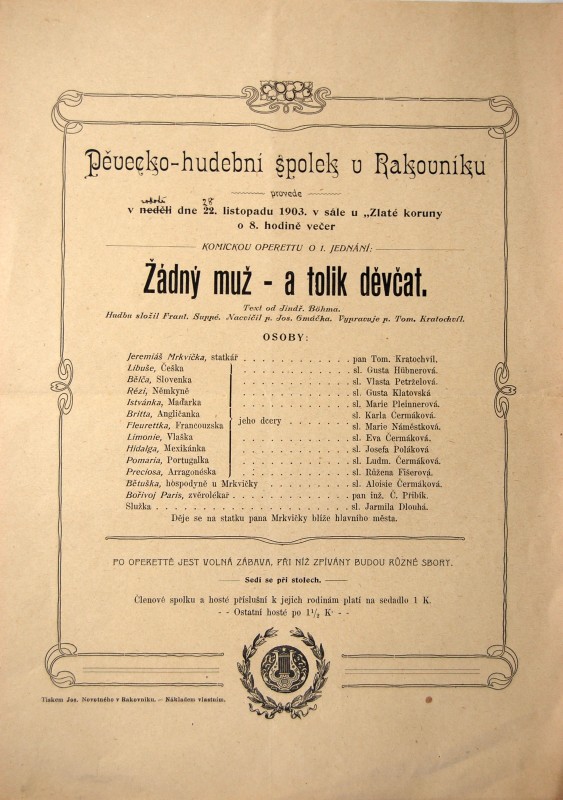 Pěvecko-hudební spolek v Rakovníku
provede
sobotu 28
v neděli dne 22. listopadu 1903. v sále u „Zlaté koruny
o 8. hodině večer
KOMICKOU OPERETTU O 1. JEDNÁNÍ:
Žádný muž - a tolik děvčat.
Text od Jindř. Böhma.
Hudbu složil Frant. Suppé. Nacvičil p. Jos. Omáčka. Vypravuje p. Tom. Kratochvíl.
OSOBY:
Jeremiáš Mrkvička, statkář . . . . . . . . . . . pan Tom. Kratochvíl.
Libuše, Češka . . . . . . . . . . . sl. Gusta Hübnerová.
Běłča, Slovenka . . . . . . . . . . . sl. Vlasta Petrželová.
Rézi, Němkyně . . . . . . . . . . . sl. Gusta Klatovská
Istvánka, Maďarka . . . . . . . . . . . sl. Marie Pleinnerová.
Britta, Angličanka . . . . . . . . . . . sl. Karla Čermáková.
Fleurettka, Francouzska jeho dcery . . . . . . sl. Marie Náměstková.
Limonie, Vlaška . . . . . . . . . . . sl. Eva Čermáková.
Hidalga, Mexikánka . . . . . . . . . . . sl. Josefa Poláková
Pomaria, Portugalka . . . . . . . . . . . sl. Ludm. Čermáková.
Preciosa, Arragonéska . . . . . . . . . . . sl. Růžena Fišerová.
Bětuška, hospodyně u Mrkvičky . . . . . . . . . sl. Aloisie Čermáková.
Bořivoj Paris, zvěrolékař . . . . . . . . . . . pan inž. Č. Přibík.
Služka . . . . . . . . . . . . . . . . . sl. Jarmila Dlouhá.
Děje se na statku pana Mrkvičky blíže hlavního města.
PO OPERETTĚ JEST VOLNÁ ZÁBAVA, PŘI NÍŽ ZPÍVÁNY BUDOU RŮZNÉ SBORY.
Sedí se při stolech.
Členové spolku a hosté příslušní k jejich rodinám platí na sedadlo 1 K.
- - Ostatní hosté po 1½ K - -
Tiskem Jos. Novotného v Rakovníku. — Nákladem vlastním.